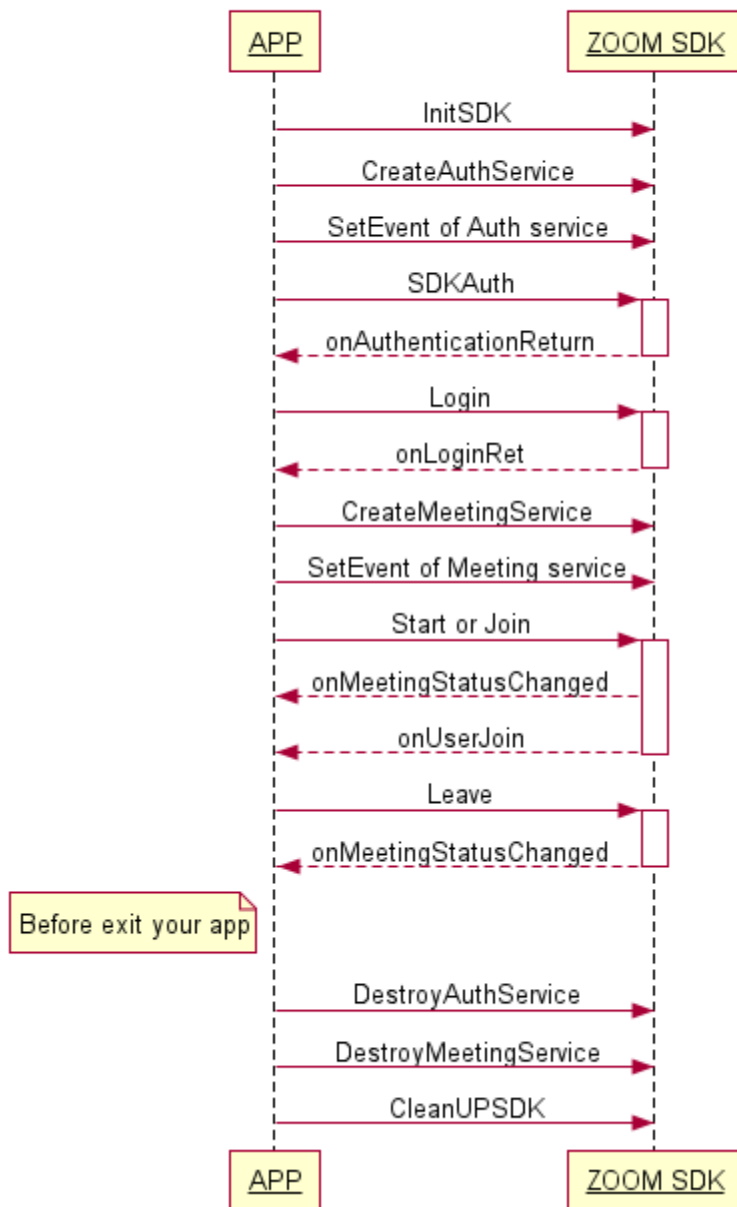 APP
ZOOM SDK
InitSDK
CreateAuthService
SetEvent of Auth service
SDKAuth
onAuthenticationReturn
Login
onLoginRet
CreateMeetingService
SetEvent of Meeting service
Start or Join
onMeetingStatusChanged
onUserJoin
Leave
onMeetingStatusChanged
Before exit your app
DestroyAuthService
DestroyMeetingService
CleanUPSDK
APP
ZOOM SDK